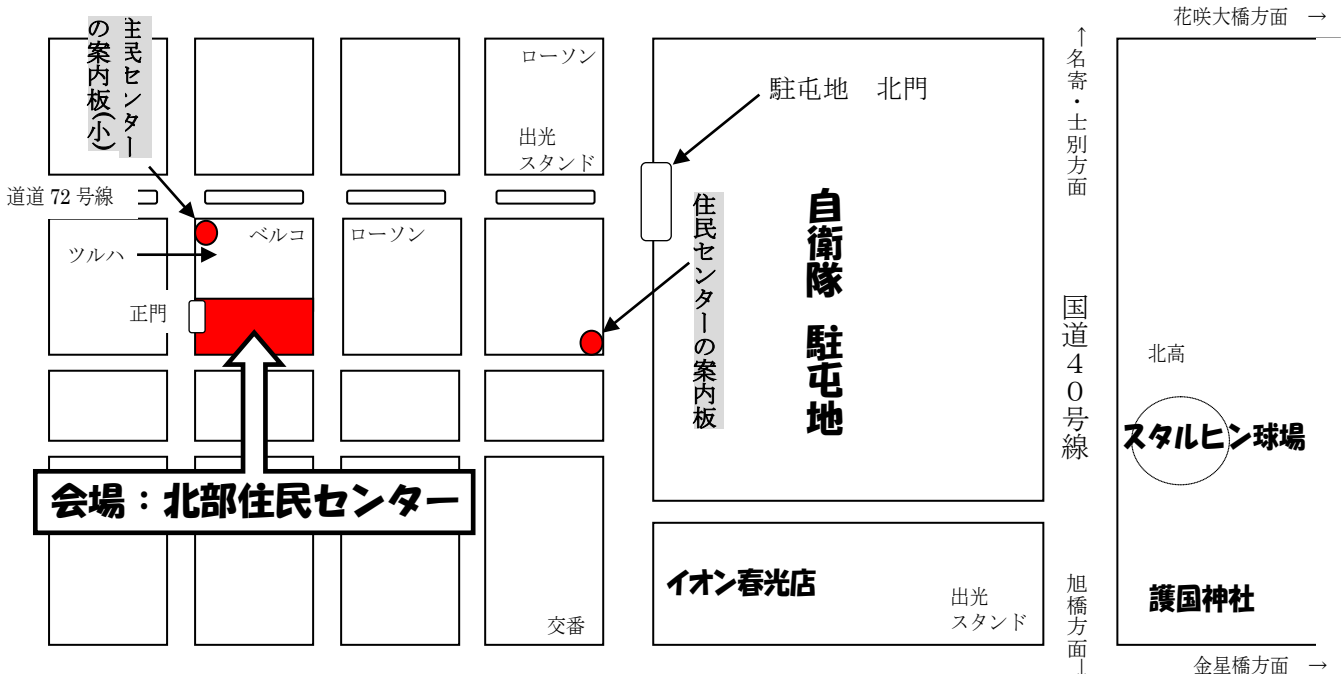 花咲大橋方面 →
住民センター
の案内板(小)
ローソン
出光
スタンド
駐屯地 北門
↑名寄・士別方面
道道72号線
ベルコ
ローソン
ツルハ
正門
住民センターの案内板
自衛隊 駐屯地
国道40号線
北高
スタルヒン球場
会場:北部住民センター
イオン春光店
出光
スタンド
交番
旭橋方面→
護国神社
金星橋方面 →